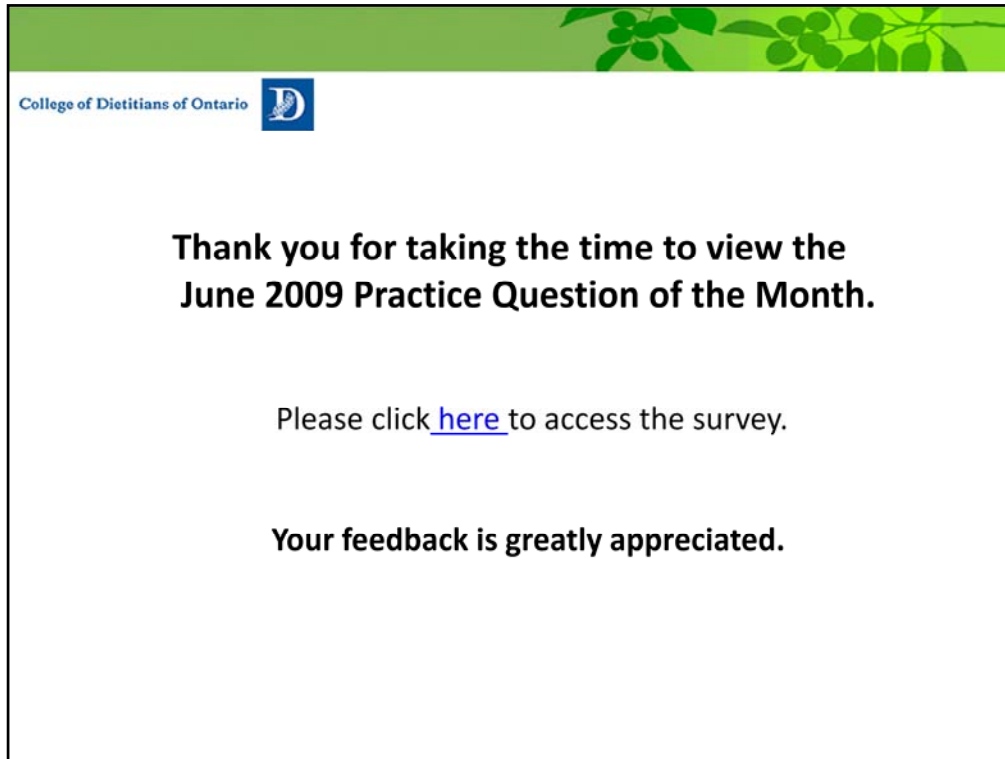 College of Dietitians of Ontario D
Thank you for taking the time to view the
June 2009 Practice Question of the Month.
Please click here to access the survey.
Your feedback is greatly appreciated.